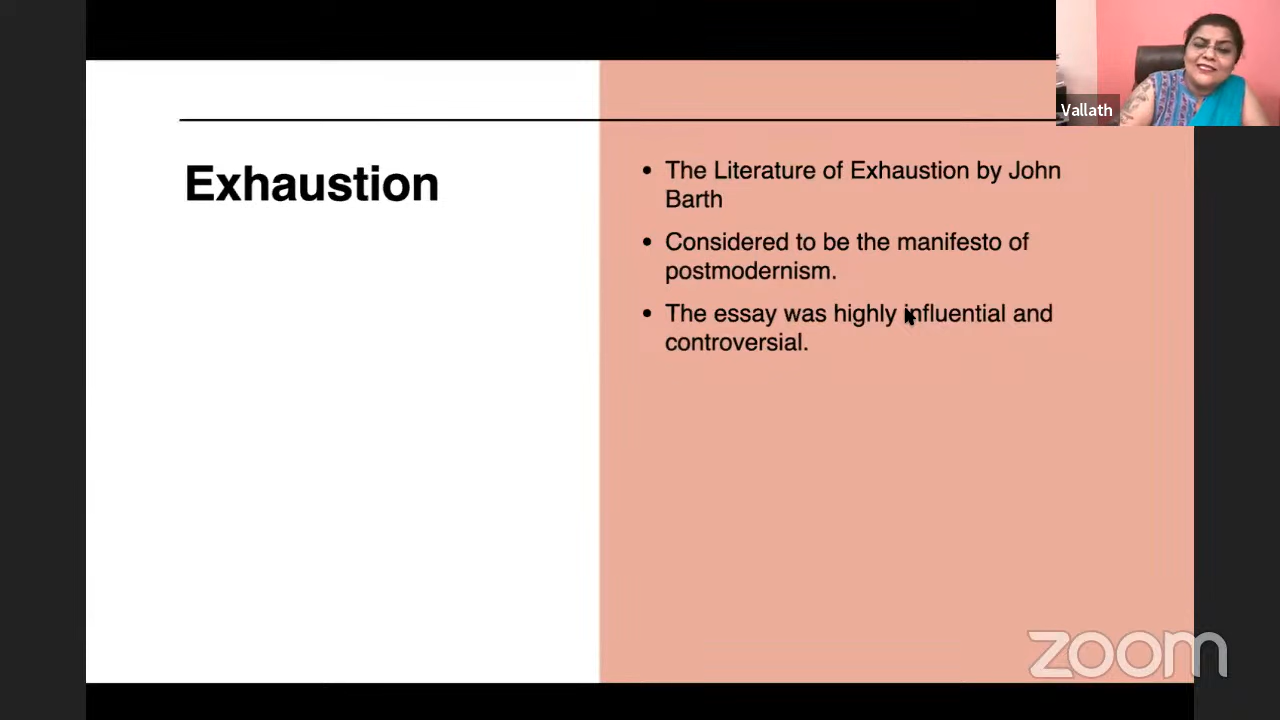 Vallath
Exhaustion
• The Literature of Exhaustion by John
Barth
• Considered to be the manifesto of
postmodernism.
• The essay was highly influential and
controversial.
zoom